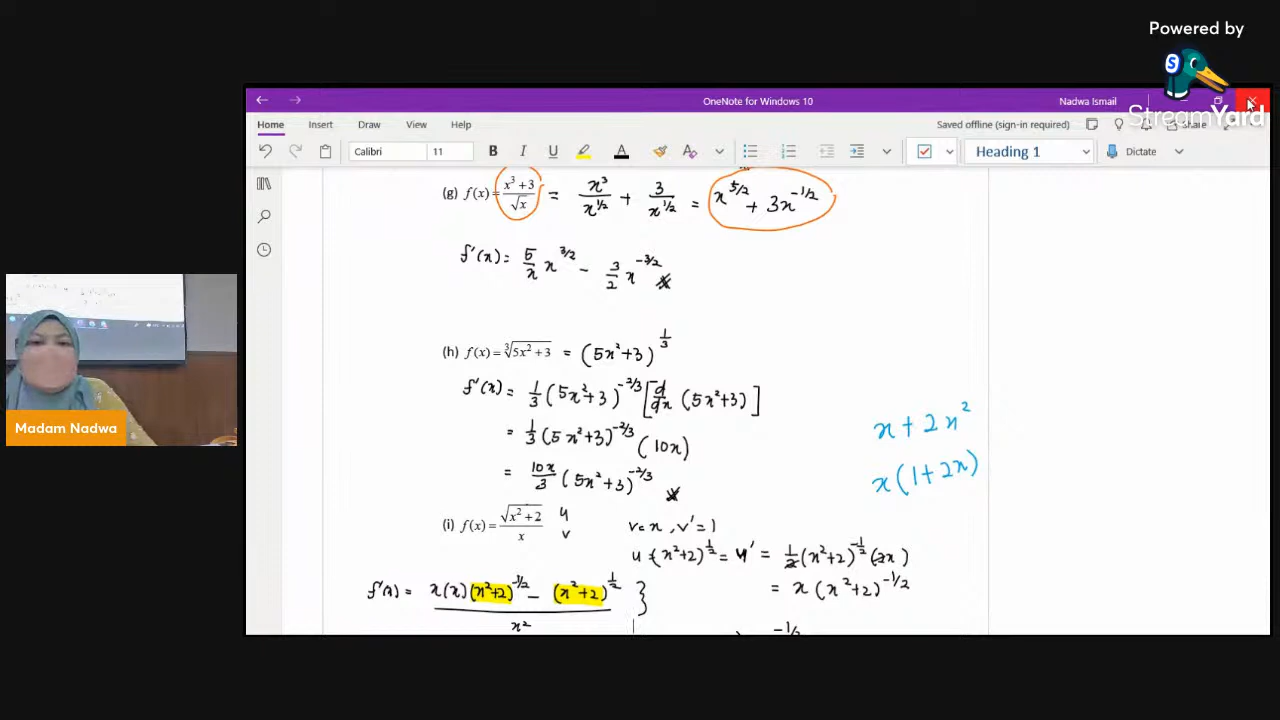 Powered by
StreamYard
OneNote for Windows 10
Nadwa Ismail
Home Insert Draw View Help
Saved offline (sign-in required)
Share
Calibri 11 B I U A Heading 1 Dictate
(g) f(x) = (x³ + 3)/√x = x³/x^{1/2} + 3/x^{1/2} = x^{5/2} + 3x^{-1/2}
f'(x) = 5/x x^{3/2} - 3/2 x^{-3/2}
(h) f(x) = ∛(5x² + 3) = (5x²+3)^{1/3}
f'(x) = 1/3 (5x²+3)^{-2/3} [d/dx (5x²+3)]
= 1/3 (5x²+3)^{-2/3} (10x)
= 10x/3 (5x²+3)^{-2/3}
x + 2x²
x(1+2x)
(i) f(x) = √(x² + 2)/x u v
v=x, v'=1
u = (x²+2)^{1/2} = u' = 1/2 (x²+2)^{-1/2} (2x)
= x(x²+2)^{-1/2}
f'(x) = x(x)(x²+2)^{-1/2} - (x²+2)^{1/2} }
x²
-1/2
Madam Nadwa